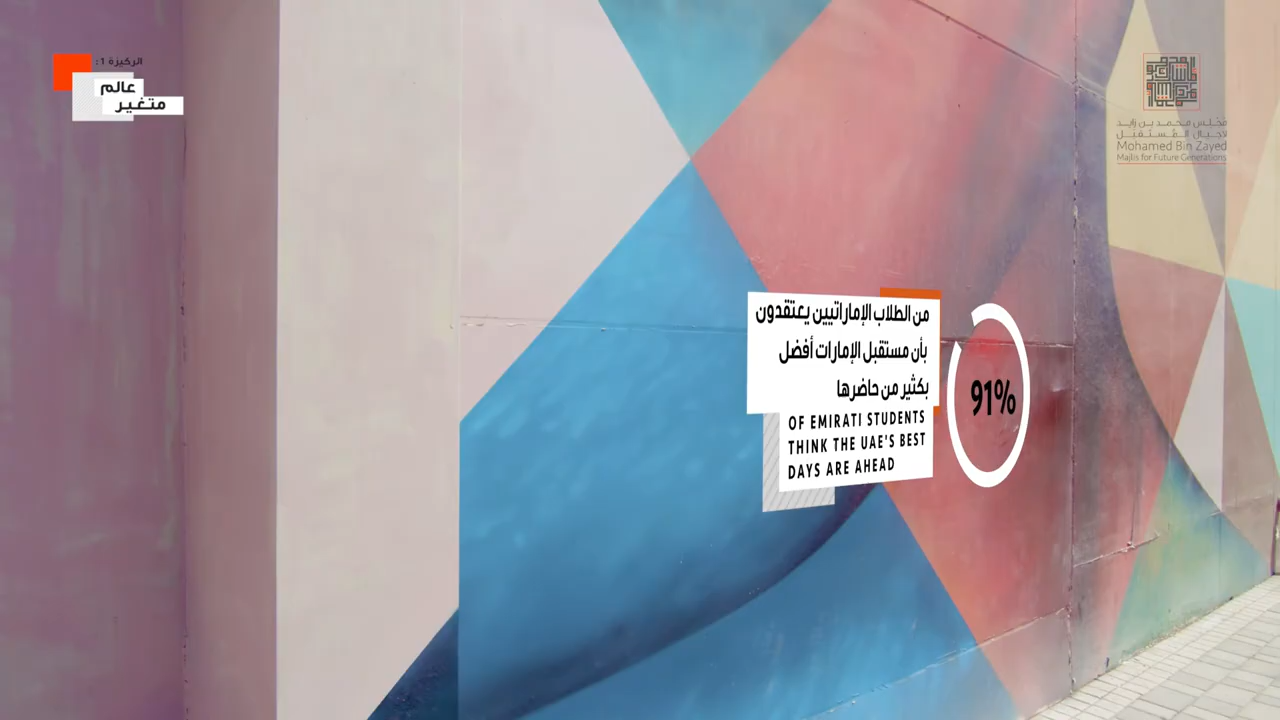 الركيزة 1:
عالم
متغير
مجلس محمد بن زايد
لأجيال المستقبل
Mohamed Bin Zayed
Majlis for Future Generations
من الطلاب الإماراتيين يعتقدون
بأن مستقبل الإمارات أفضل
بكثير من حاضرها
OF EMIRATI STUDENTS
THINK THE UAE'S BEST
DAYS ARE AHEAD
91%